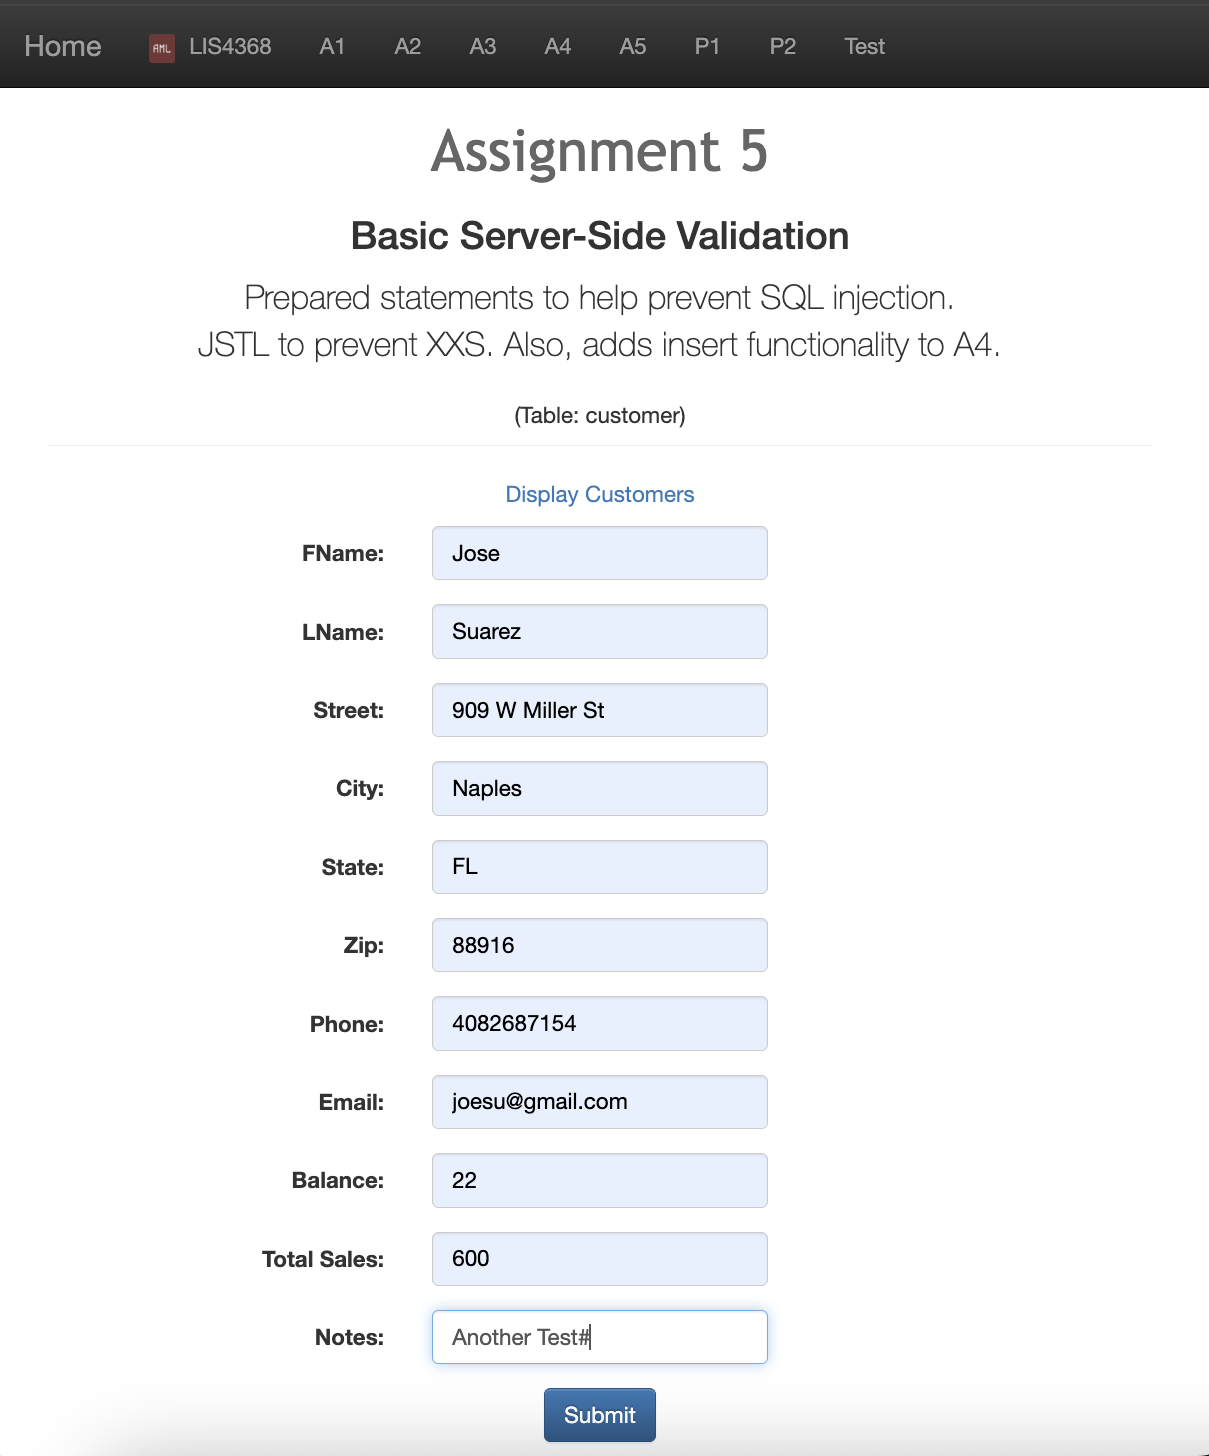 Home AML LIS4368 A1 A2 A3 A4 A5 P1 P2 Test
Assignment 5
Basic Server-Side Validation
Prepared statements to help prevent SQL injection.
JSTL to prevent XXS. Also, adds insert functionality to A4.
(Table: customer)
Display Customers
FName: Jose
LName: Suarez
Street: 909 W Miller St
City: Naples
State: FL
Zip: 88916
Phone: 4082687154
Email: joesu@gmail.com
Balance: 22
Total Sales: 600
Notes: Another Test#
Submit